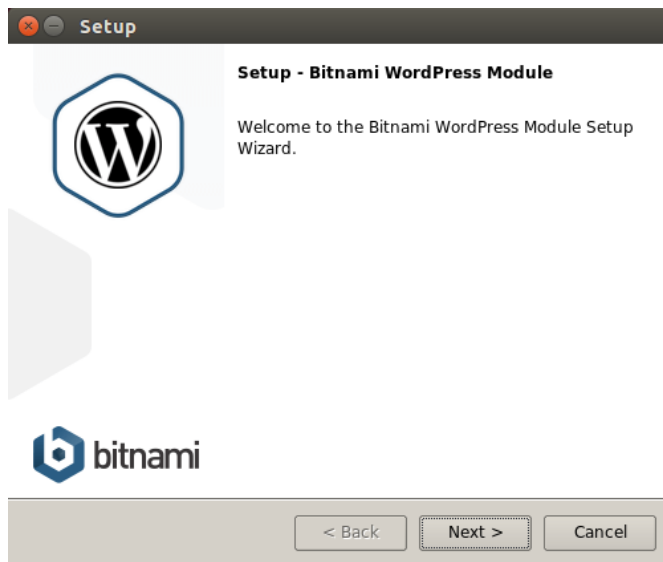 Setup
Setup - Bitnami WordPress Module
Welcome to the Bitnami WordPress Module Setup
Wizard.
W
bitnami
< Back
Next >
Cancel